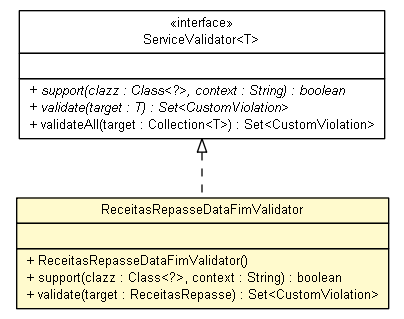 «interface»
ServiceValidator<T>
+ support(clazz : Class<?>, context : String) : boolean
+ validate(target : T) : Set<CustomViolation>
+ validateAll(target : Collection<T>) : Set<CustomViolation>
ReceitasRepasseDataFimValidator
+ ReceitasRepasseDataFimValidator()
+ support(clazz : Class<?>, context : String) : boolean
+ validate(target : ReceitasRepasse) : Set<CustomViolation>